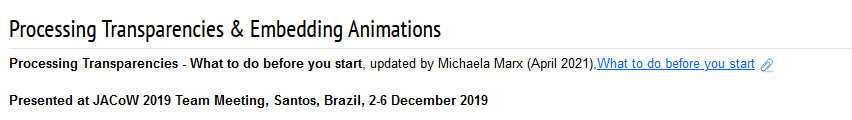 Processing Transparencies & Embedding Animations
Processing Transparencies - What to do before you start, updated by Michaela Marx (April 2021),What to do before you start
Presented at JACoW 2019 Team Meeting, Santos, Brazil, 2-6 December 2019